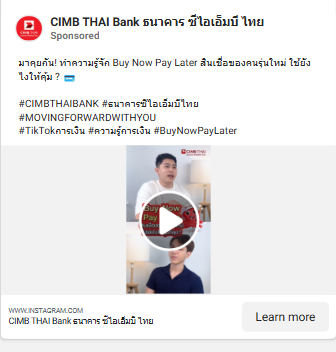 CIMB THAI Bank ธนาคาร ซีไอเอ็มบี ไทย
Sponsored
มาคุยกัน! ทำความรู้จัก Buy Now Pay Later สินเชื่อของคนรุ่นใหม่ ใช้ยัง
ไงให้คุ้ม ?
#CIMBTHAIBANK #ธนาคารซีไอเอ็มบีไทย
#MOVINGFORWARDWITHYOU
#TikTokการเงิน #ความรู้การเงิน #BuyNowPayLater
CIMB THAI
Buy Now
Pay
WWW.INSTAGRAM.COM
CIMB THAI Bank ธนาคาร ซีไอเอ็มบี ไทย
Learn more